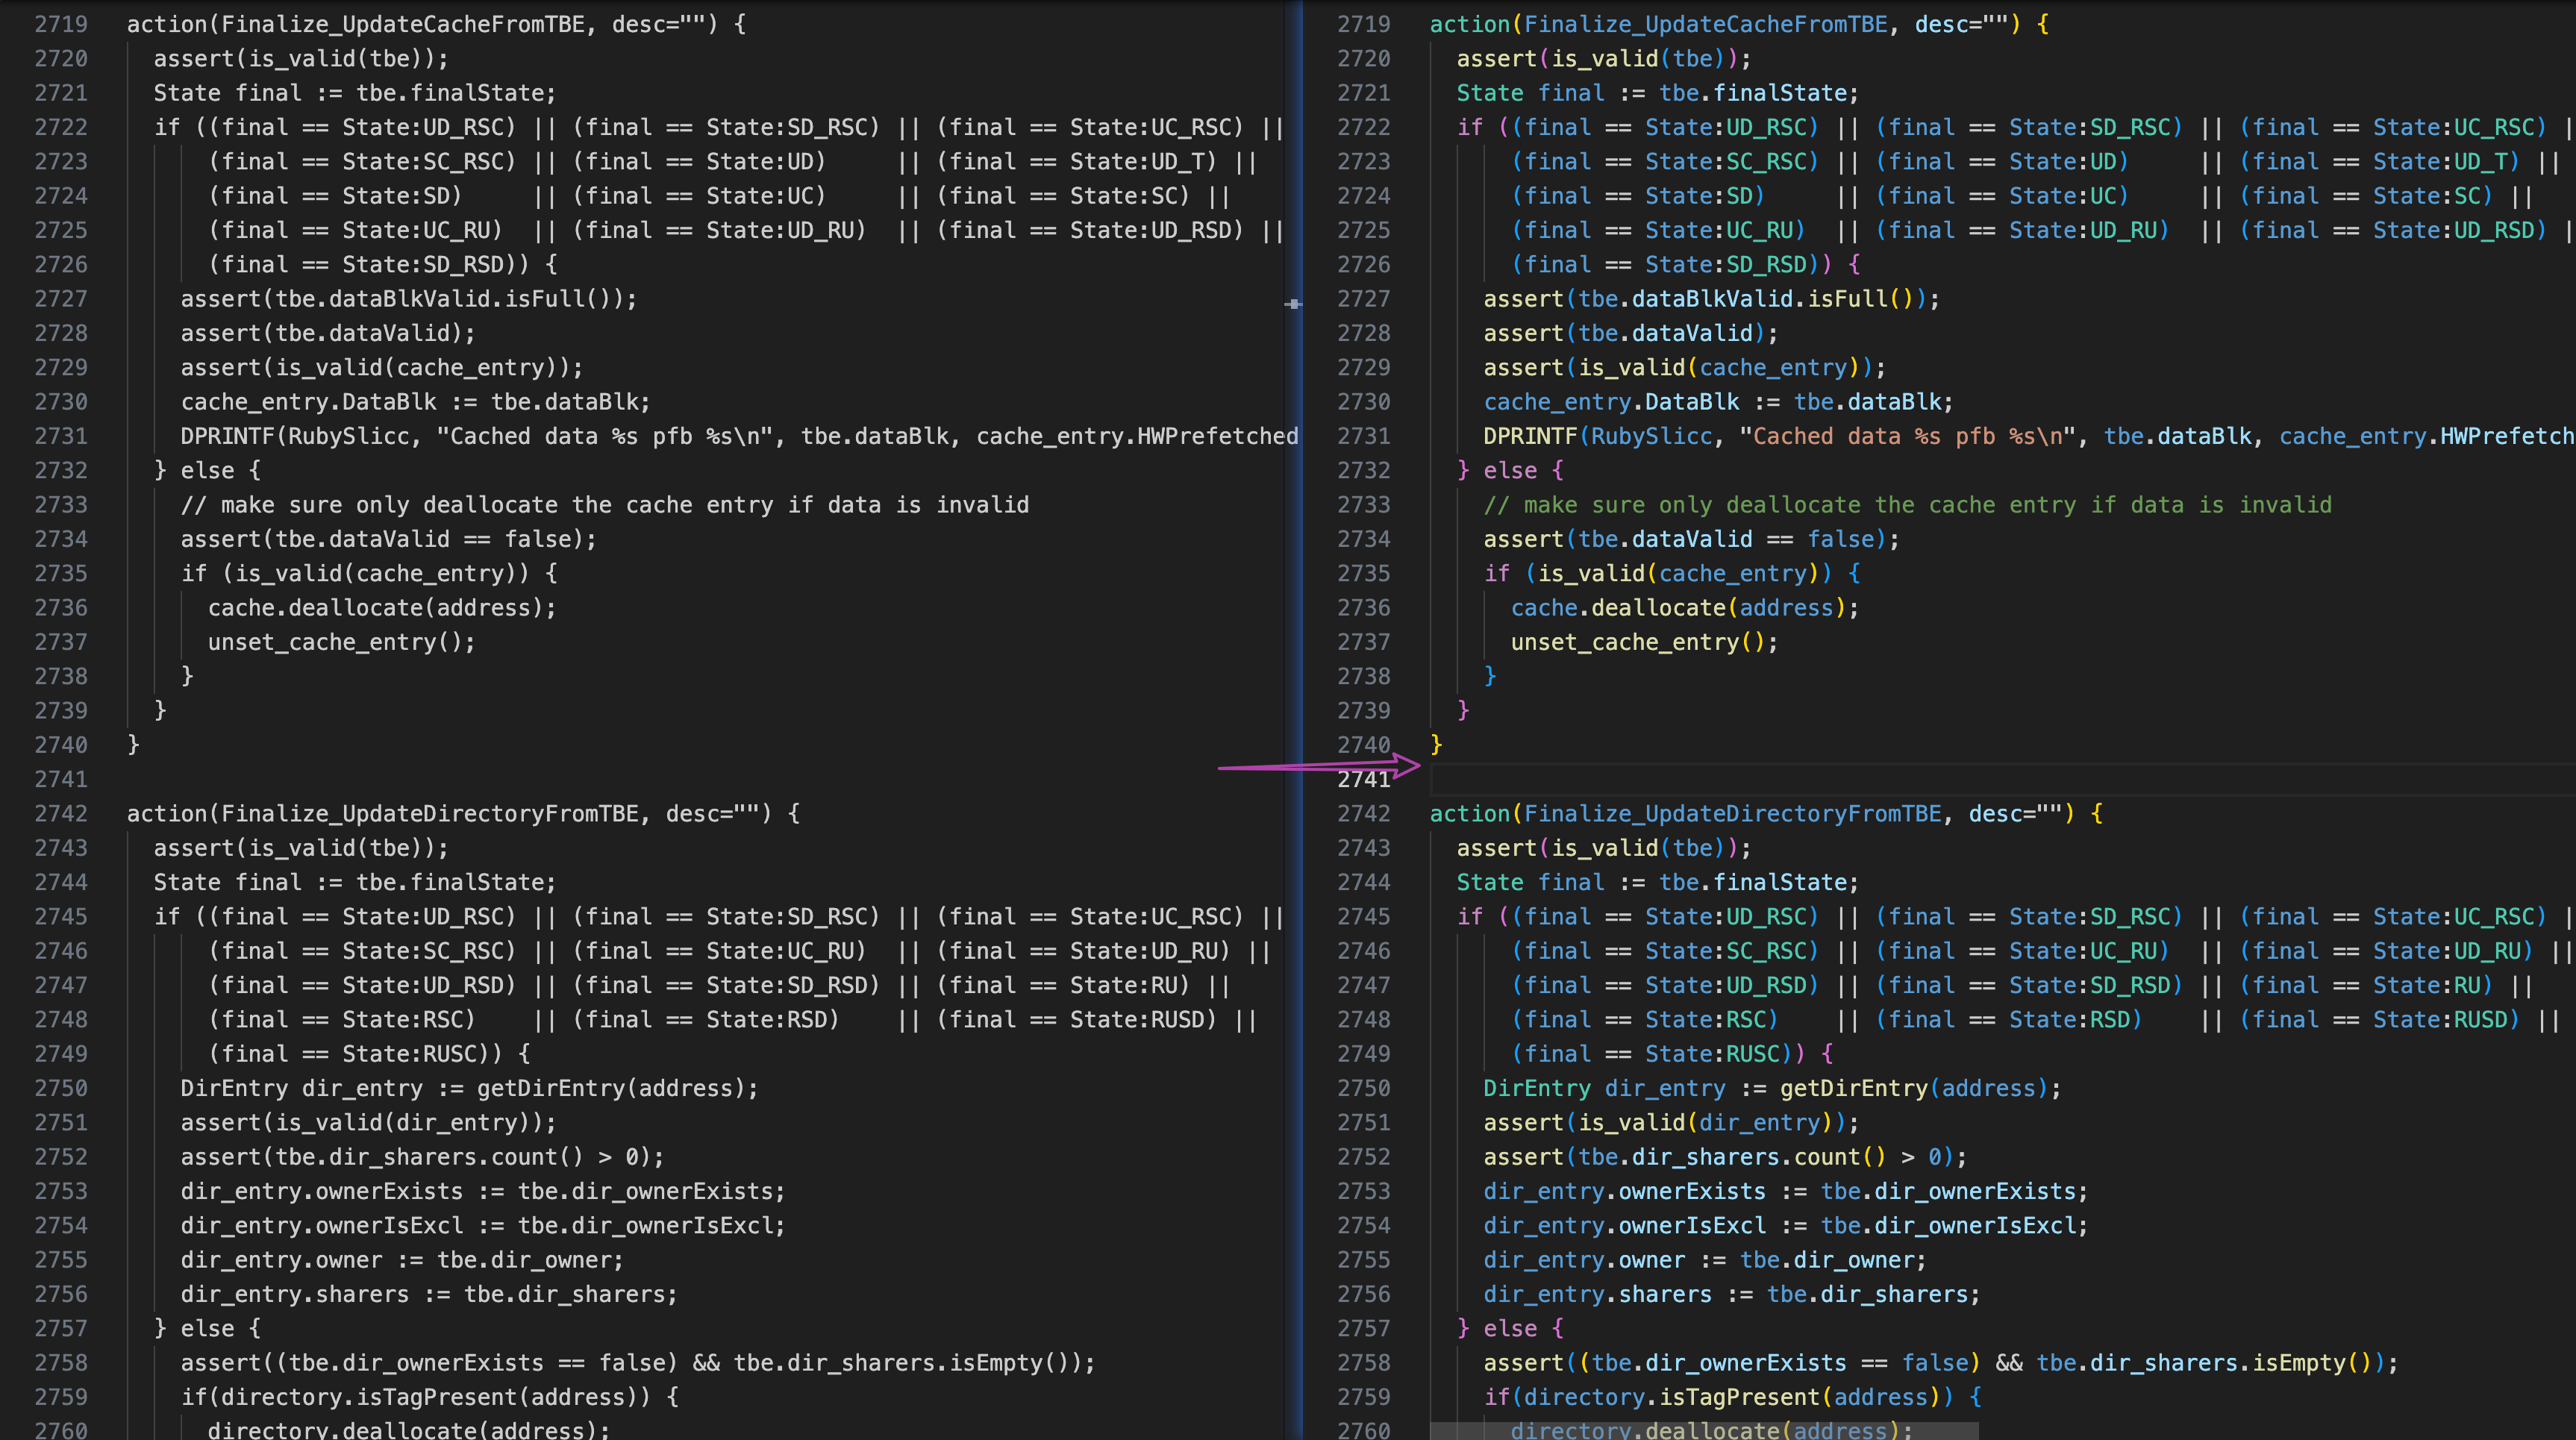 2719 action(Finalize_UpdateCacheFromTBE, desc="") {
2720 assert(is_valid(tbe));
2721 State final := tbe.finalState;
2722 if ((final == State:UD_RSC) || (final == State:SD_RSC) || (final == State:UC_RSC) ||
2723 (final == State:SC_RSC) || (final == State:UD)     || (final == State:UD_T) ||
2724 (final == State:SD)     || (final == State:UC)     || (final == State:SC) ||
2725 (final == State:UC_RU)  || (final == State:UD_RU)  || (final == State:UD_RSD) ||
2726 (final == State:SD_RSD)) {
2727 assert(tbe.dataBlkValid.isFull());
2728 assert(tbe.dataValid);
2729 assert(is_valid(cache_entry));
2730 cache_entry.DataBlk := tbe.dataBlk;
2731 DPRINTF(RubySlicc, "Cached data %s pfb %s\n", tbe.dataBlk, cache_entry.HWPrefetched
2732 } else {
2733 // make sure only deallocate the cache entry if data is invalid
2734 assert(tbe.dataValid == false);
2735 if (is_valid(cache_entry)) {
2736 cache.deallocate(address);
2737 unset_cache_entry();
2738 }
2739 }
2740 }
2741
2742 action(Finalize_UpdateDirectoryFromTBE, desc="") {
2743 assert(is_valid(tbe));
2744 State final := tbe.finalState;
2745 if ((final == State:UD_RSC) || (final == State:SD_RSC) || (final == State:UC_RSC) ||
2746 (final == State:SC_RSC) || (final == State:UC_RU)  || (final == State:UD_RU) ||
2747 (final == State:UD_RSD) || (final == State:SD_RSD) || (final == State:RU) ||
2748 (final == State:RSC)    || (final == State:RSD)    || (final == State:RUSD) ||
2749 (final == State:RUSC)) {
2750 DirEntry dir_entry := getDirEntry(address);
2751 assert(is_valid(dir_entry));
2752 assert(tbe.dir_sharers.count() > 0);
2753 dir_entry.ownerExists := tbe.dir_ownerExists;
2754 dir_entry.ownerIsExcl := tbe.dir_ownerIsExcl;
2755 dir_entry.owner := tbe.dir_owner;
2756 dir_entry.sharers := tbe.dir_sharers;
2757 } else {
2758 assert((tbe.dir_ownerExists == false) && tbe.dir_sharers.isEmpty());
2759 if(directory.isTagPresent(address)) {
2760 directory.deallocate(address);
2719 action(Finalize_UpdateCacheFromTBE, desc="") {
2720 assert(is_valid(tbe));
2721 State final := tbe.finalState;
2722 if ((final == State:UD_RSC) || (final == State:SD_RSC) || (final == State:UC_RSC) |
2723 (final == State:SC_RSC) || (final == State:UD)     || (final == State:UD_T) ||
2724 (final == State:SD)     || (final == State:UC)     || (final == State:SC) ||
2725 (final == State:UC_RU)  || (final == State:UD_RU)  || (final == State:UD_RSD) |
2726 (final == State:SD_RSD)) {
2727 assert(tbe.dataBlkValid.isFull());
2728 assert(tbe.dataValid);
2729 assert(is_valid(cache_entry));
2730 cache_entry.DataBlk := tbe.dataBlk;
2731 DPRINTF(RubySlicc, "Cached data %s pfb %s\n", tbe.dataBlk, cache_entry.HWPrefetch
2732 } else {
2733 // make sure only deallocate the cache entry if data is invalid
2734 assert(tbe.dataValid == false);
2735 if (is_valid(cache_entry)) {
2736 cache.deallocate(address);
2737 unset_cache_entry();
2738 }
2739 }
2740 }
2741
2742 action(Finalize_UpdateDirectoryFromTBE, desc="") {
2743 assert(is_valid(tbe));
2744 State final := tbe.finalState;
2745 if ((final == State:UD_RSC) || (final == State:SD_RSC) || (final == State:UC_RSC) |
2746 (final == State:SC_RSC) || (final == State:UC_RU)  || (final == State:UD_RU) ||
2747 (final == State:UD_RSD) || (final == State:SD_RSD) || (final == State:RU) ||
2748 (final == State:RSC)    || (final == State:RSD)    || (final == State:RUSD) ||
2749 (final == State:RUSC)) {
2750 DirEntry dir_entry := getDirEntry(address);
2751 assert(is_valid(dir_entry));
2752 assert(tbe.dir_sharers.count() > 0);
2753 dir_entry.ownerExists := tbe.dir_ownerExists;
2754 dir_entry.ownerIsExcl := tbe.dir_ownerIsExcl;
2755 dir_entry.owner := tbe.dir_owner;
2756 dir_entry.sharers := tbe.dir_sharers;
2757 } else {
2758 assert((tbe.dir_ownerExists == false) && tbe.dir_sharers.isEmpty());
2759 if(directory.isTagPresent(address)) {
2760 directory.deallocate(address);